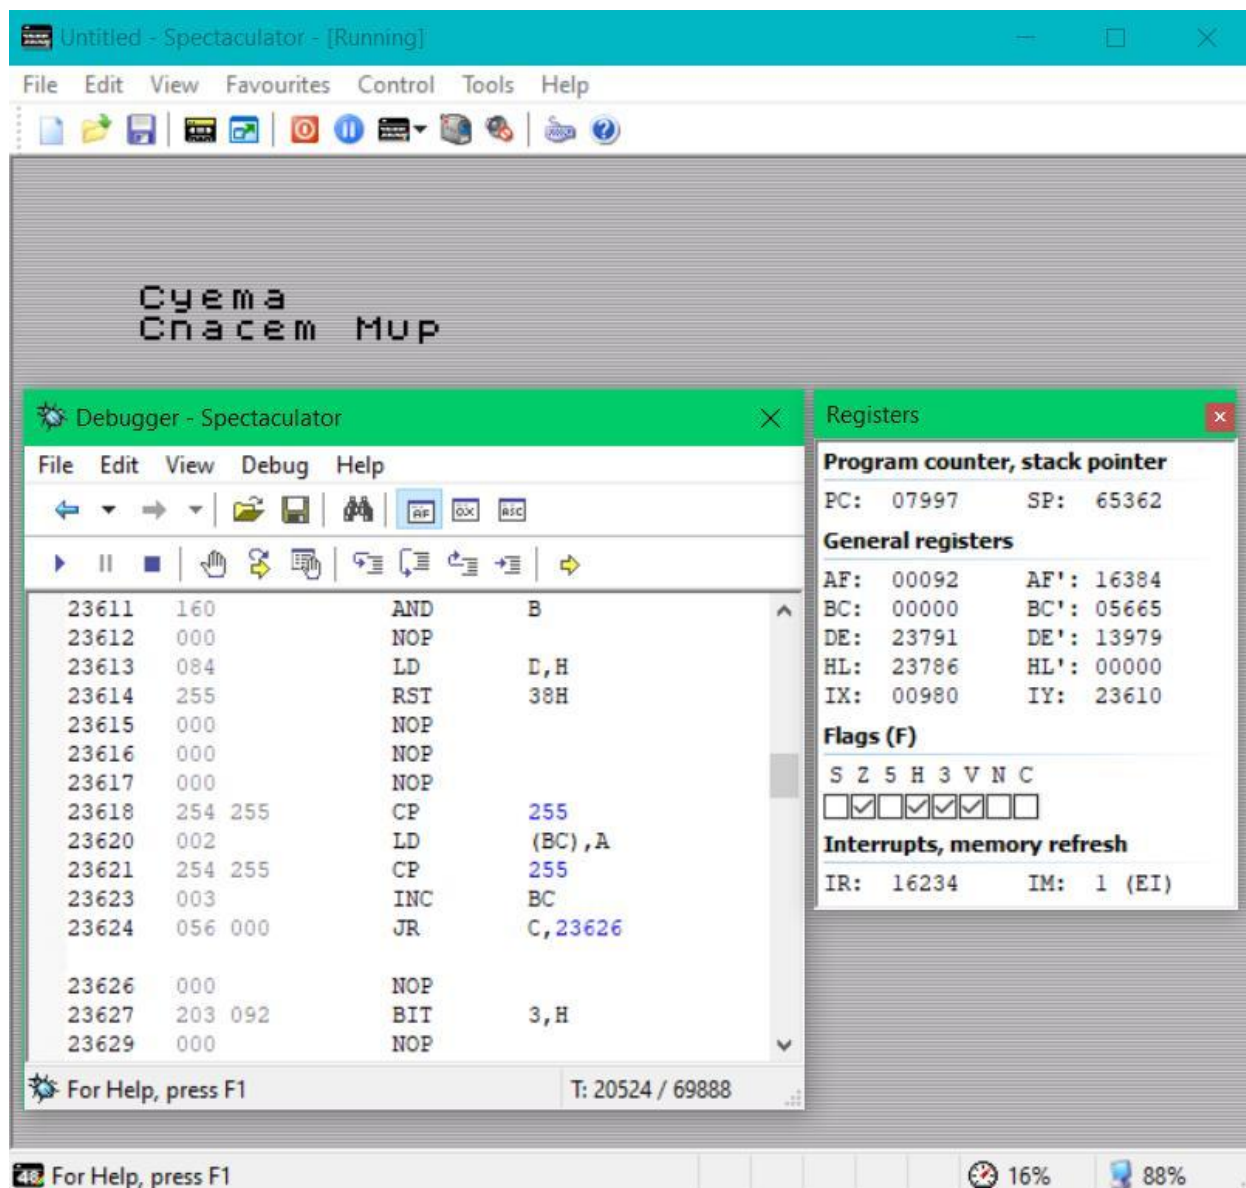 Untitled - Spectaculator - [Running]
File Edit View Favourites Control Tools Help
Cyema
Cnacem Mup
Debugger - Spectaculator
File Edit View Debug Help
AF 0X ASC
23611 160 AND B
23612 000 NOP
23613 084 LD D,H
23614 255 RST 38H
23615 000 NOP
23616 000 NOP
23617 000 NOP
23618 254 255 CP 255
23620 002 LD (BC),A
23621 254 255 CP 255
23623 003 INC BC
23624 056 000 JR C,23626
23626 000 NOP
23627 203 092 BIT 3,H
23629 000 NOP
For Help, press F1 T: 20524 / 69888
Registers
Program counter, stack pointer
PC: 07997 SP: 65362
General registers
AF: 00092 AF': 16384
BC: 00000 BC': 05665
DE: 23791 DE': 13979
HL: 23786 HL': 00000
IX: 00980 IY: 23610
Flags (F)
S Z 5 H 3 V N C
Interrupts, memory refresh
IR: 16234 IM: 1 (EI)
48 For Help, press F1 16% 88%